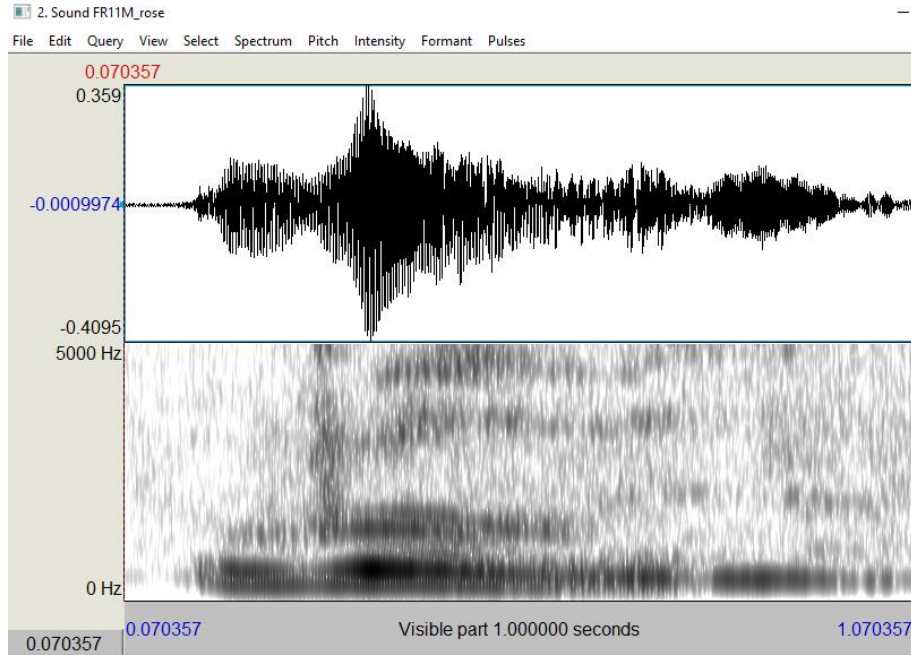 2. Sound FR11M_rose
File Edit Query View Select Spectrum Pitch Intensity Formant Pulses
0.070357
0.359
-0.0009974
-0.4095
5000 Hz
0 Hz
0.070357 Visible part 1.000000 seconds 1.070357
0.070357